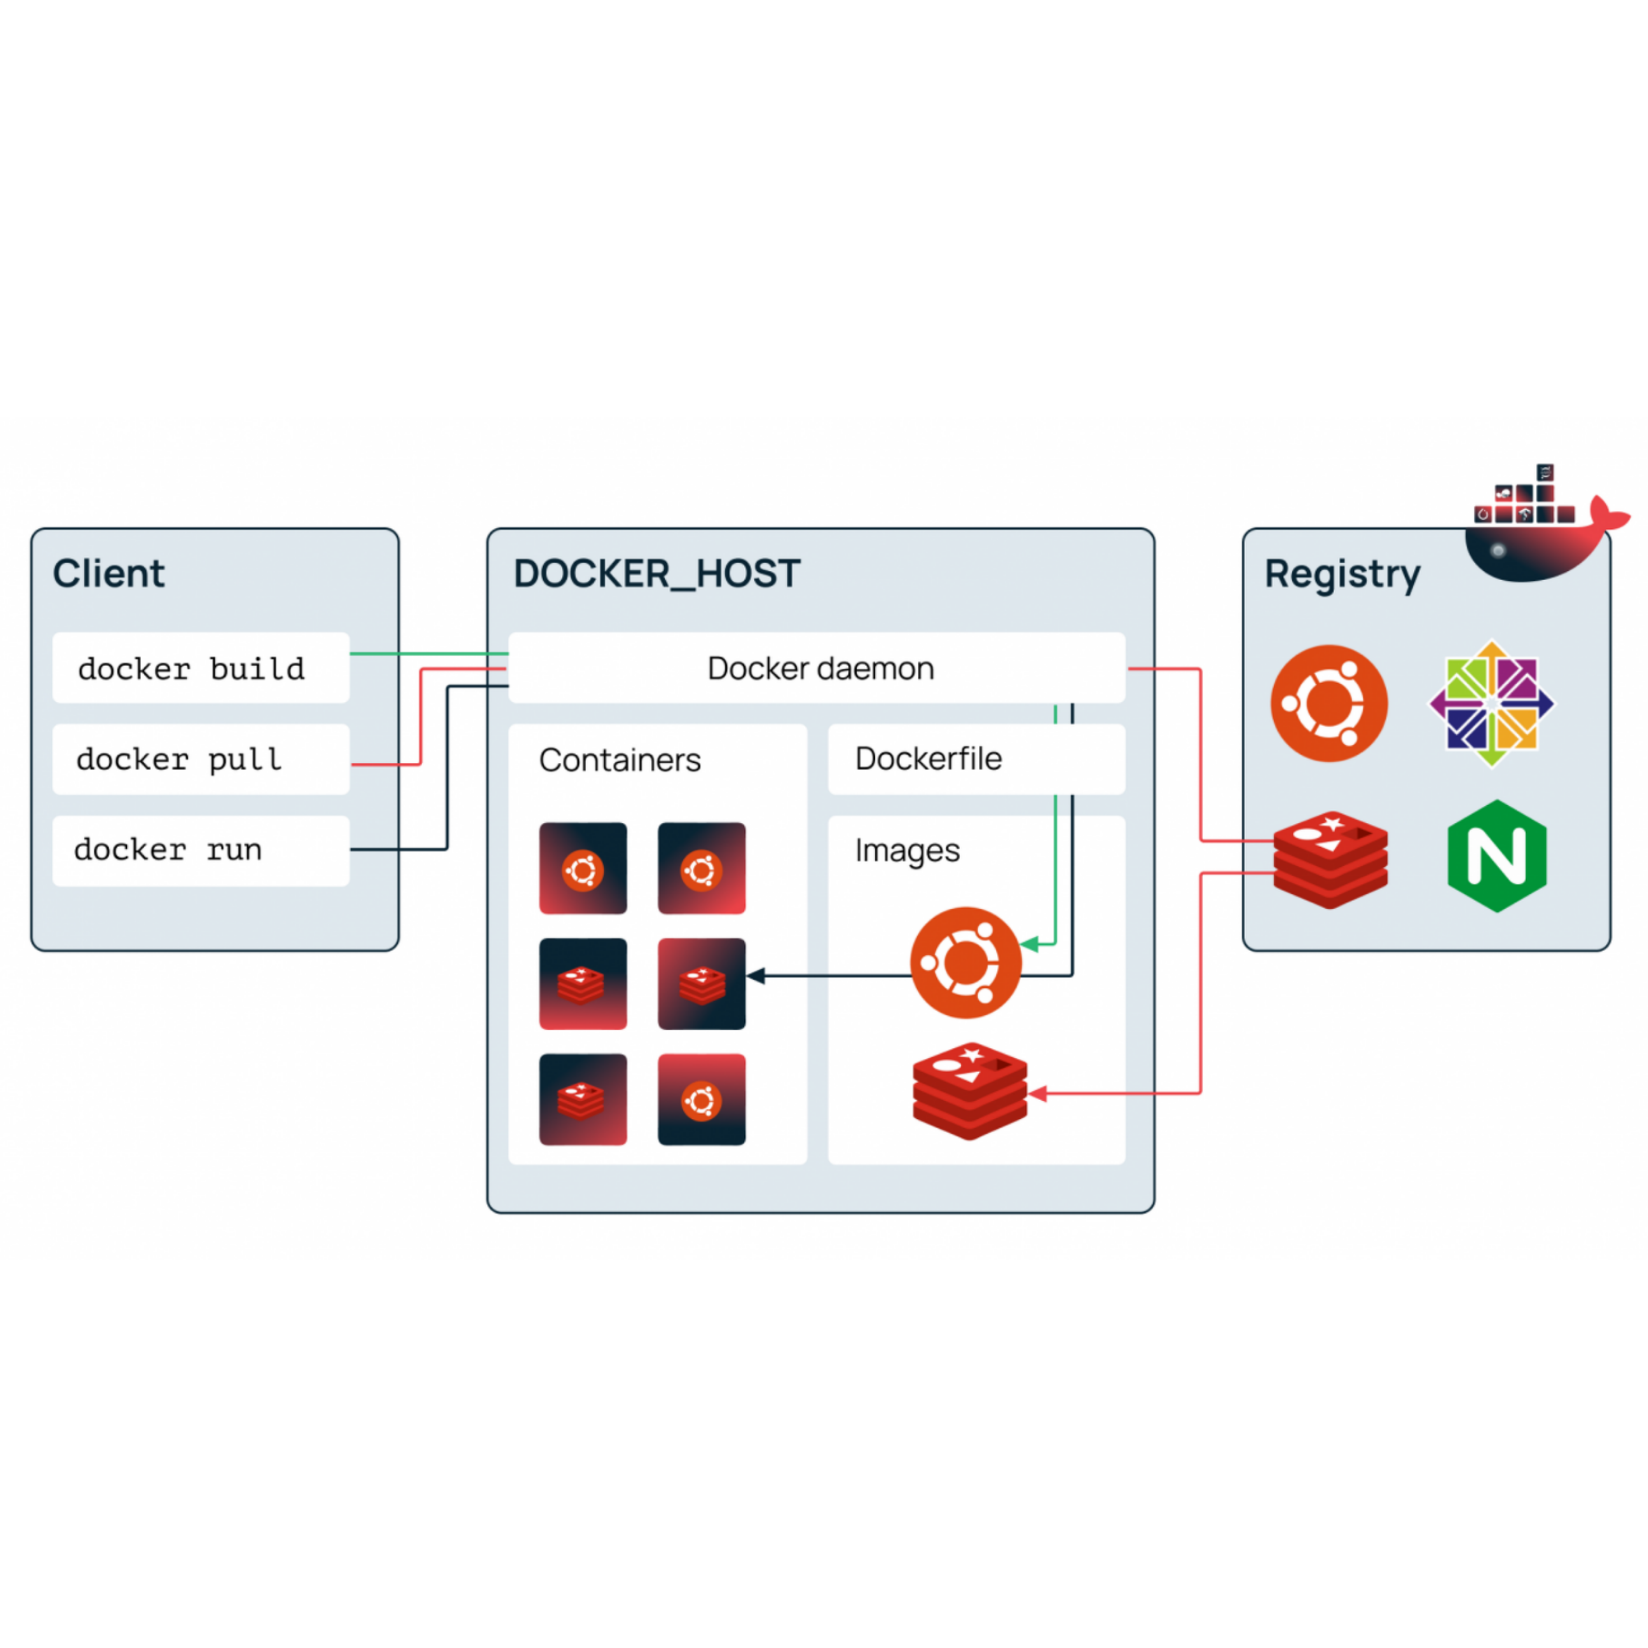 Client
docker build
docker pull
docker run
DOCKER_HOST
Docker daemon
Containers
Dockerfile
Images
Registry
N